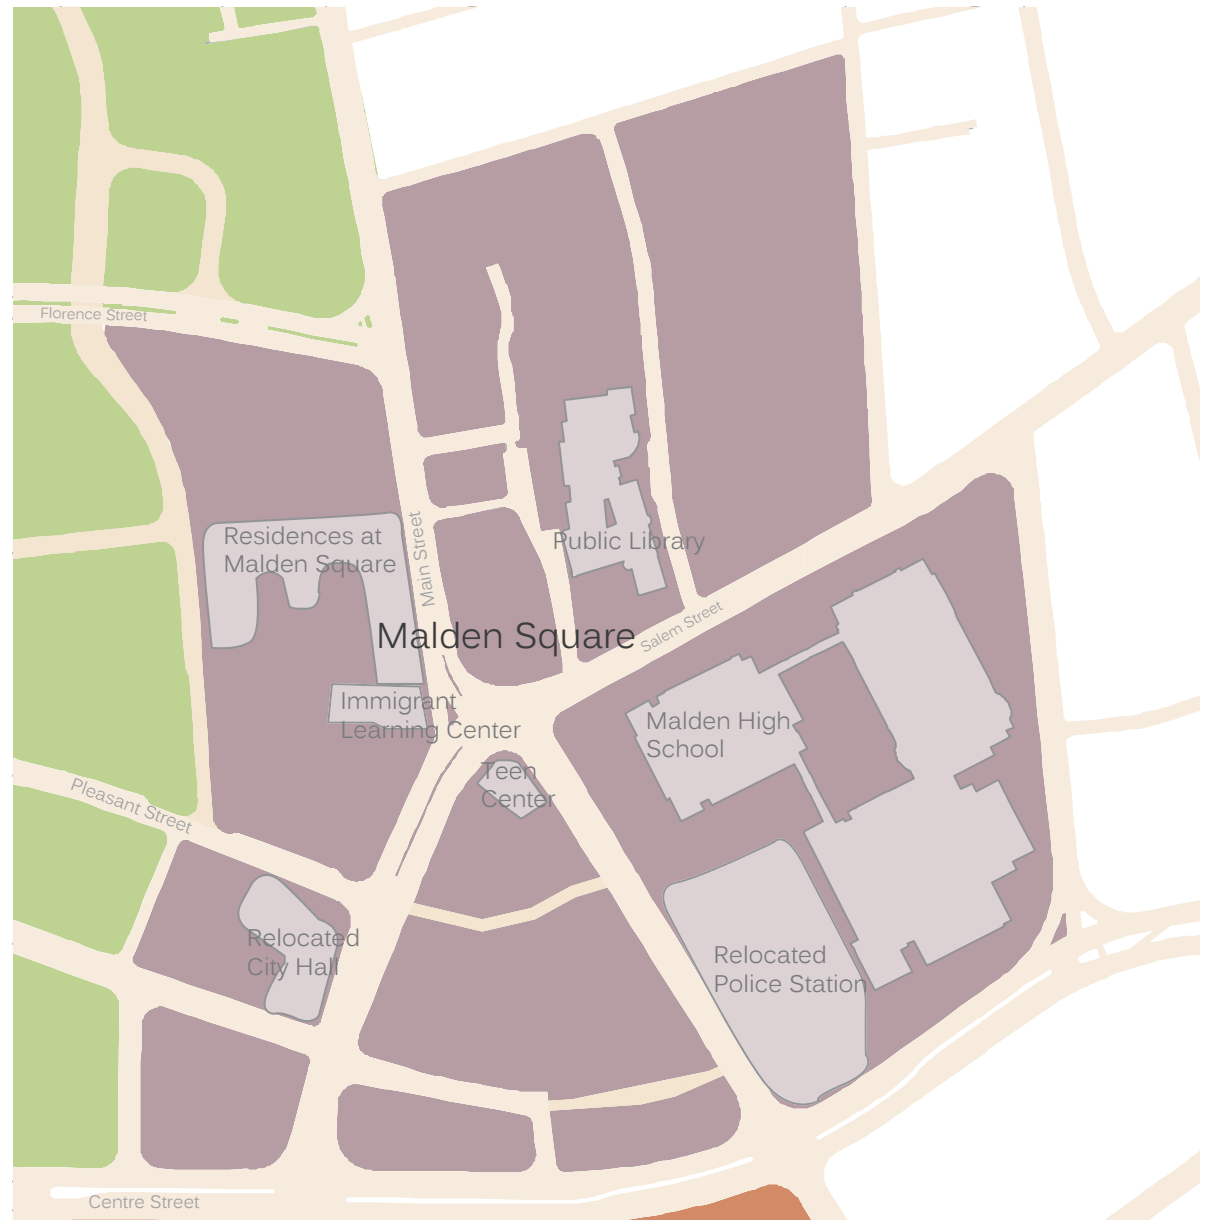 Florence Street
Residences at
Malden Square
Main Street
Public Library
Malden Square
Salem Street
Immigrant
Learning Center
Malden High
School
Teen
Center
Pleasant Street
Relocated
City Hall
Relocated
Police Station
Centre Street